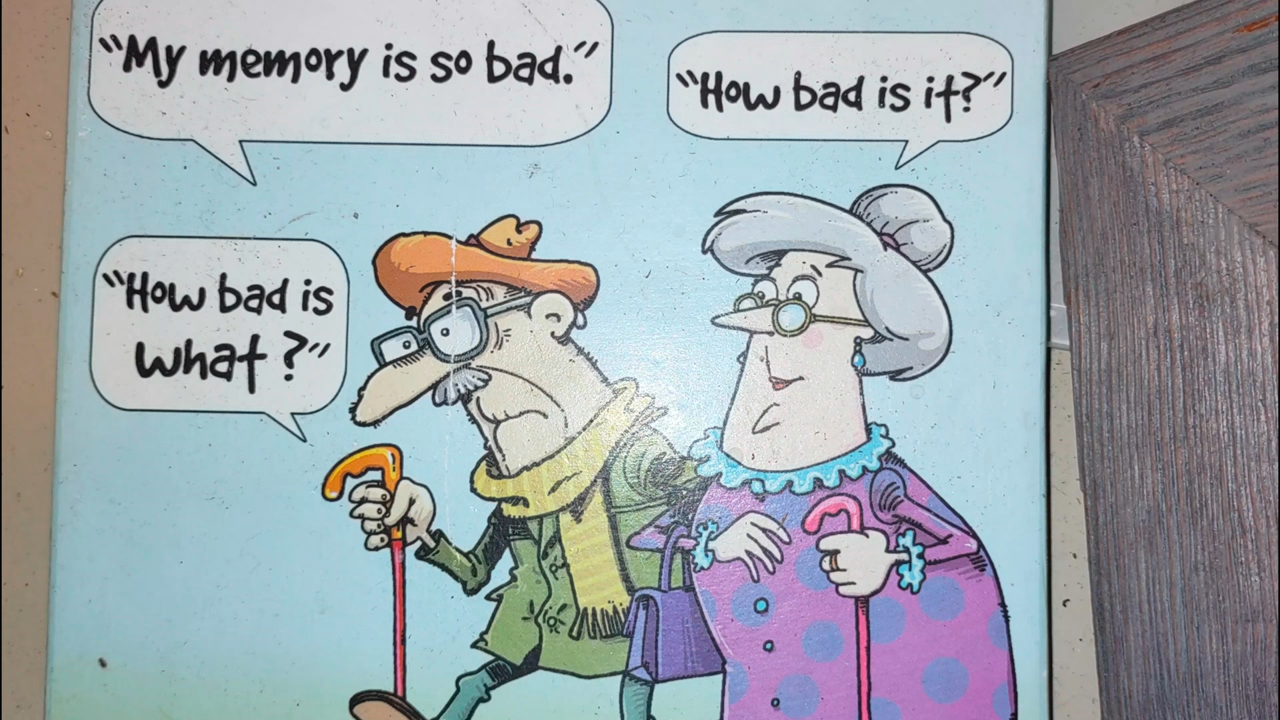 "My memory is so bad."
"How bad is it?"
"How bad is
what?"